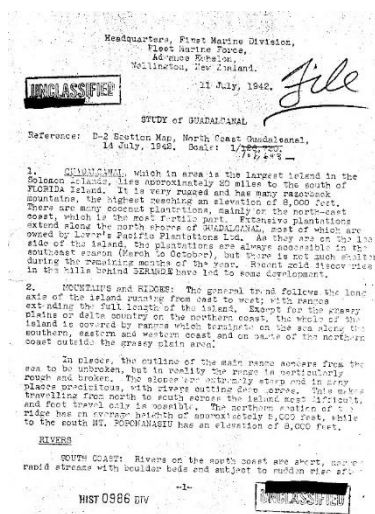 Headquarters, First Marine Division,
Fleet Marine Force,
Advance Echelon,
Wellington, New Zealand.
11 July, 1942.
File
UNCLASSIFIED
STUDY of GUADALCANAL
Reference: D-2 Section Map, North Coast Guadalcanal,
14 July, 1942. Scale:
1. GUADALCANAL, which in area is the largest island in the
Solomon Islands, lies approximately 20 miles to the south of
FLORIDA Island. It is very rugged and has many razorback
mountains, the highest reaching an elevation of 8,000 feet.
There are many coconut plantations, mainly on the north-east
coast, which is the most fertile part. Extensive plantations
extend along the north shores of GUADALCANAL, most of which are
owned by Lever's Pacific Plantations Ltd. As they are on the lee
side of the island, the plantations are always accessible in the
southeast season (March to October), but there is not much shelter
during the remaining months of the year. Recent gold discoveries
in the hills behind BERANDE have led to some development.
2. MOUNTAINS and RIDGES: The general trend follows the long
axis of the island running from east to west; with ranges
extending the full length of the island. Except for the grassy
plains or delta country on the northern coast, the whole of the
island is covered by ranges which terminate on the sea along the
southern, eastern and western coast and on parts of the northern
coast outside the grassy plain area.
In places, the outline of the main range appears from the
sea to be unbroken, but in reality the range is particularly
rough and broken. The slopes are extremely steep and in many
places precipitous, with rivers cutting deep gorges. This makes
travelling from north to south across the island most difficult,
and foot travel only is possible. The northern section of the
ridge has an average height of approximately 5,000 feet, while
to the south MT. POPOMANASIU has an elevation of 8,000 feet.
RIVERS
SOUTH COAST: Rivers on the south coast are short, narrow
rapid streams with boulder beds and subject to sudden rise
-1-
HIST 0986 DIV
UNCLASSIFIED